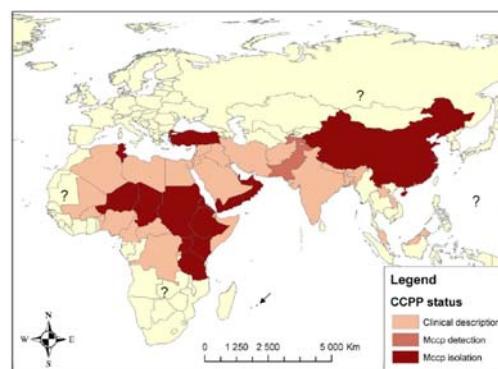 ?
?
?
?
Legend
CCPP status
Clinical description
Mccp detection
Mccp isolation
N
W E
S
0 1 250 2 500 5 000 Km